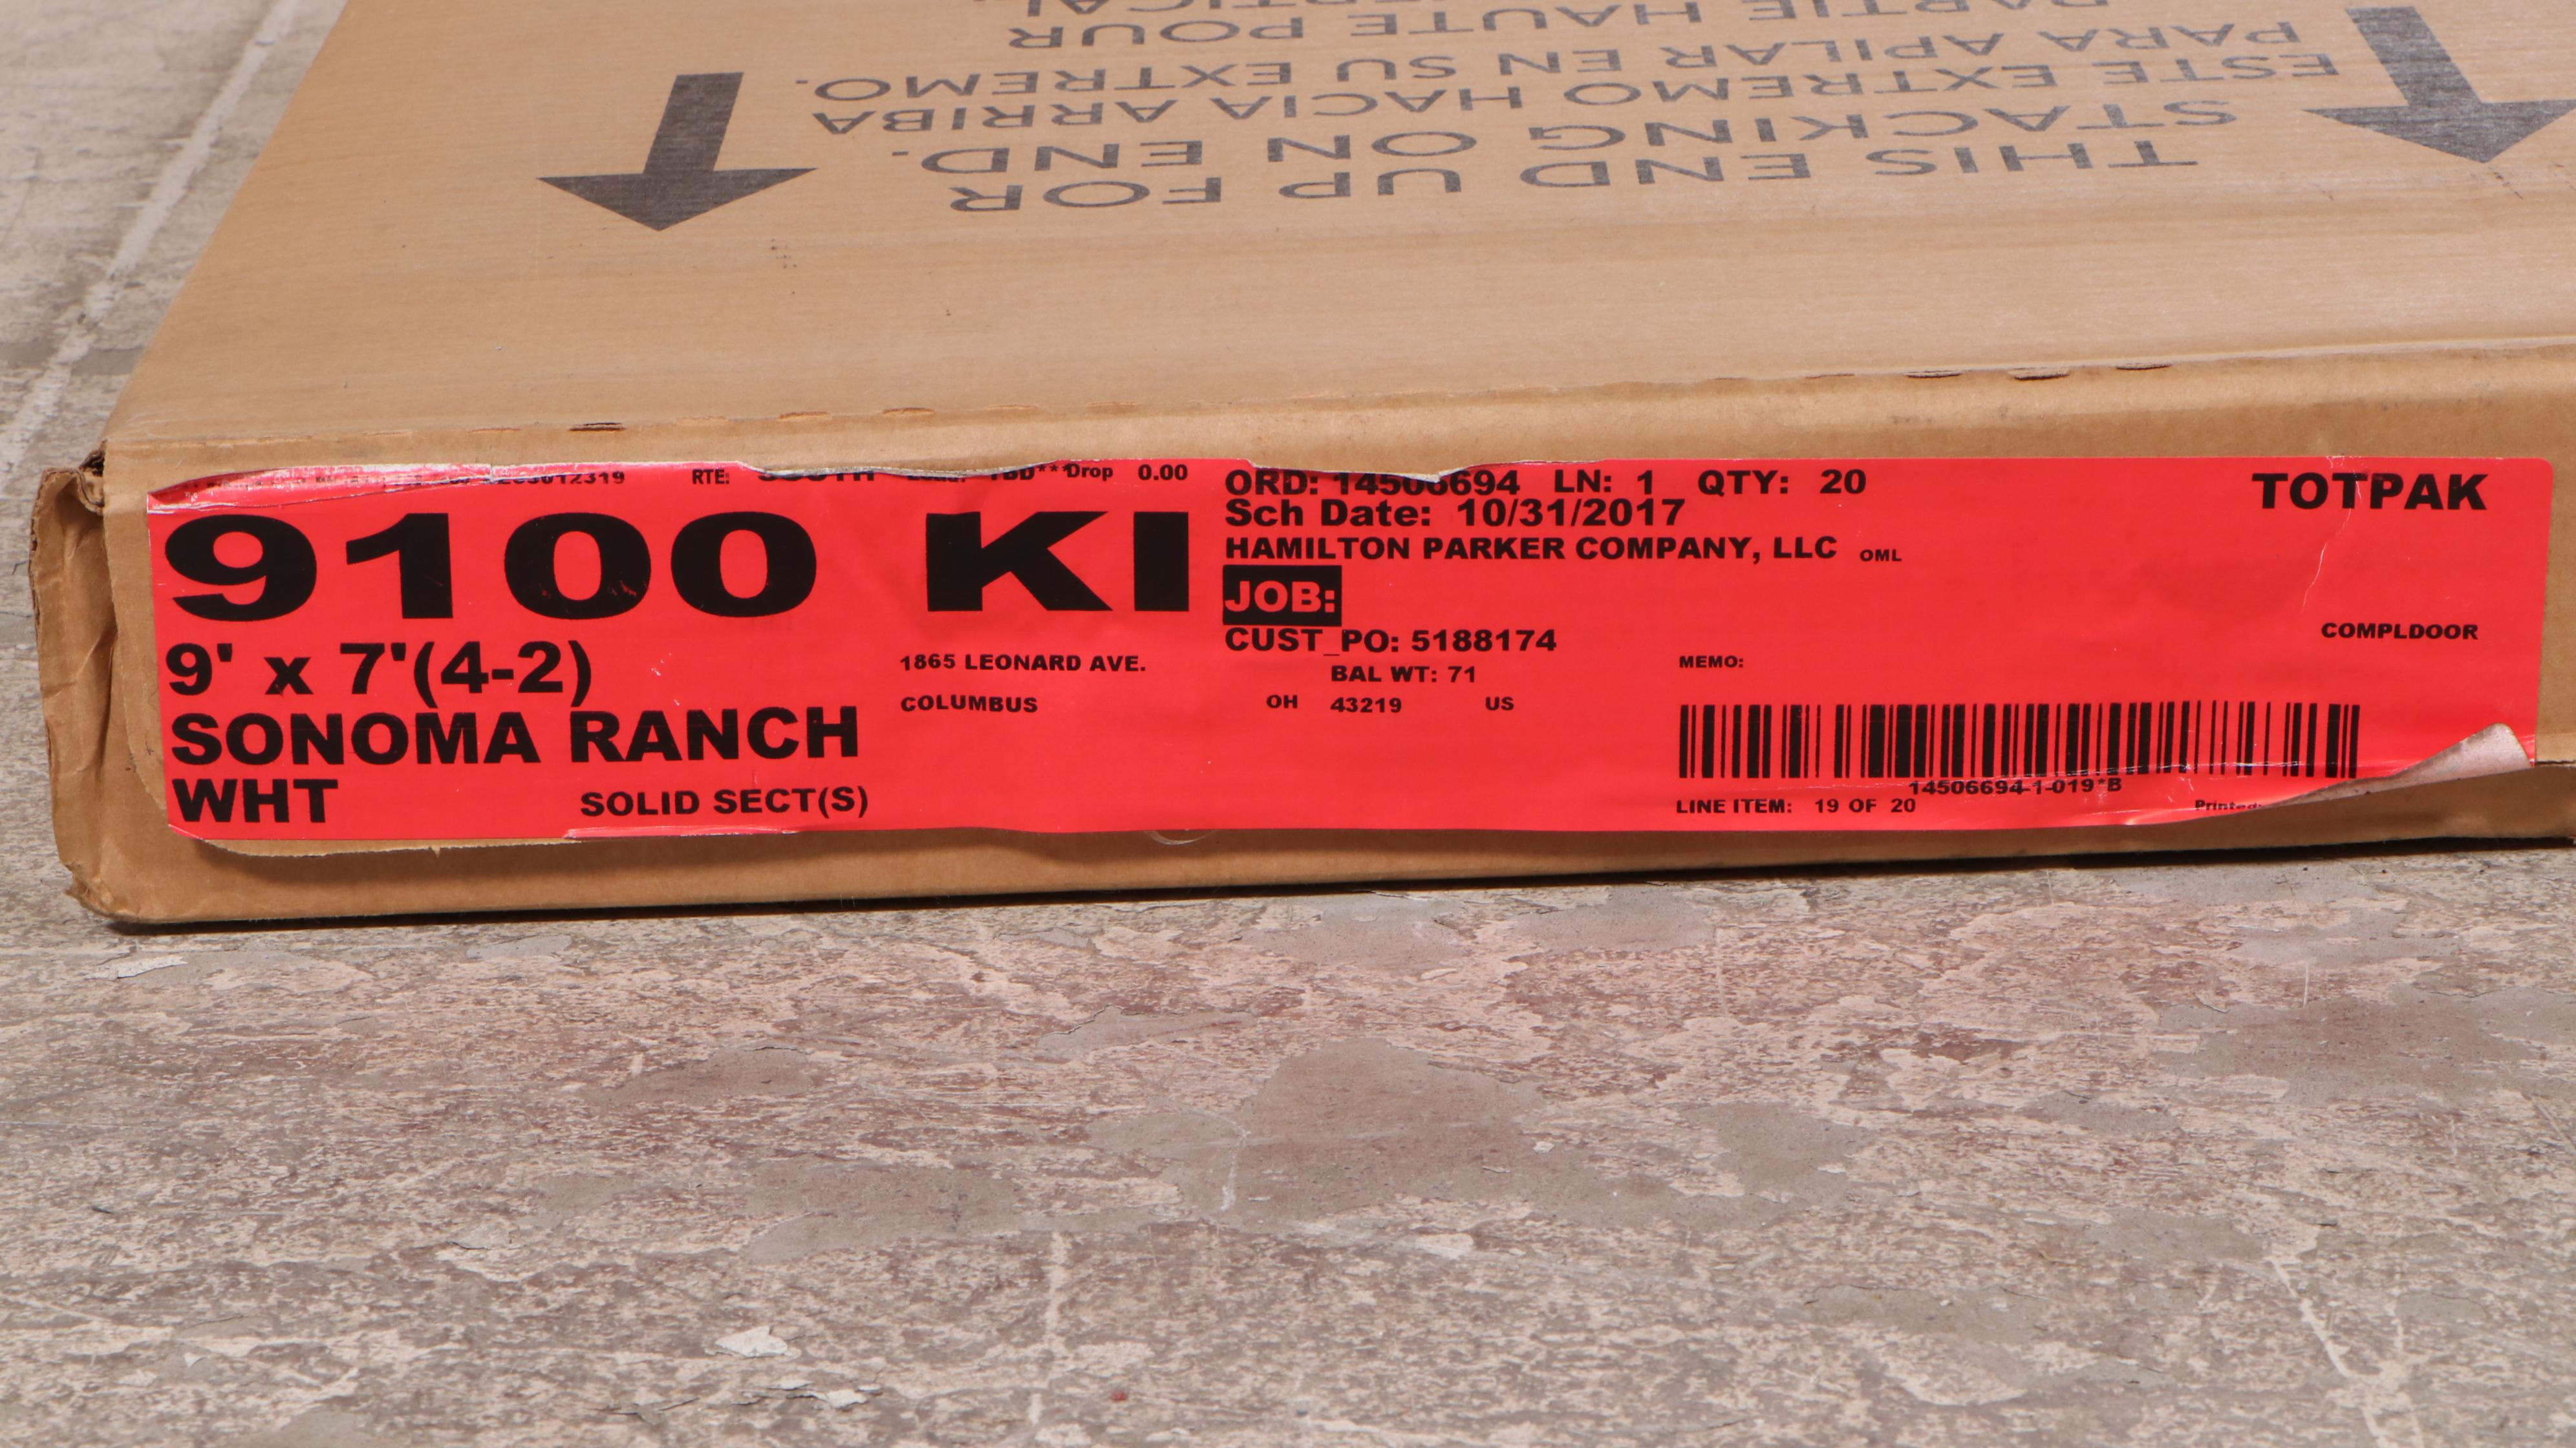 PARTIE HAUTE POUR
PARA APILAR EN SU EXTREMO.
ESTE EXTREMO HACIA ARRIBA
STACKING ON END.
THIS END UP FOR
RTE: SOUTH TBD***Drop 0.00
9100 KI
9' x 7'(4-2)
SONOMA RANCH
WHT SOLID SECT(S)
1865 LEONARD AVE.
COLUMBUS OH 43219 US
ORD: 14506694 LN: 1 QTY: 20
Sch Date: 10/31/2017
HAMILTON PARKER COMPANY, LLC OML
JOB:
CUST_PO: 5188174
BAL WT: 71
TOTPAK
COMPLDOOR
MEMO:
14506694-1-019*B
LINE ITEM: 19 OF 20 Printed: